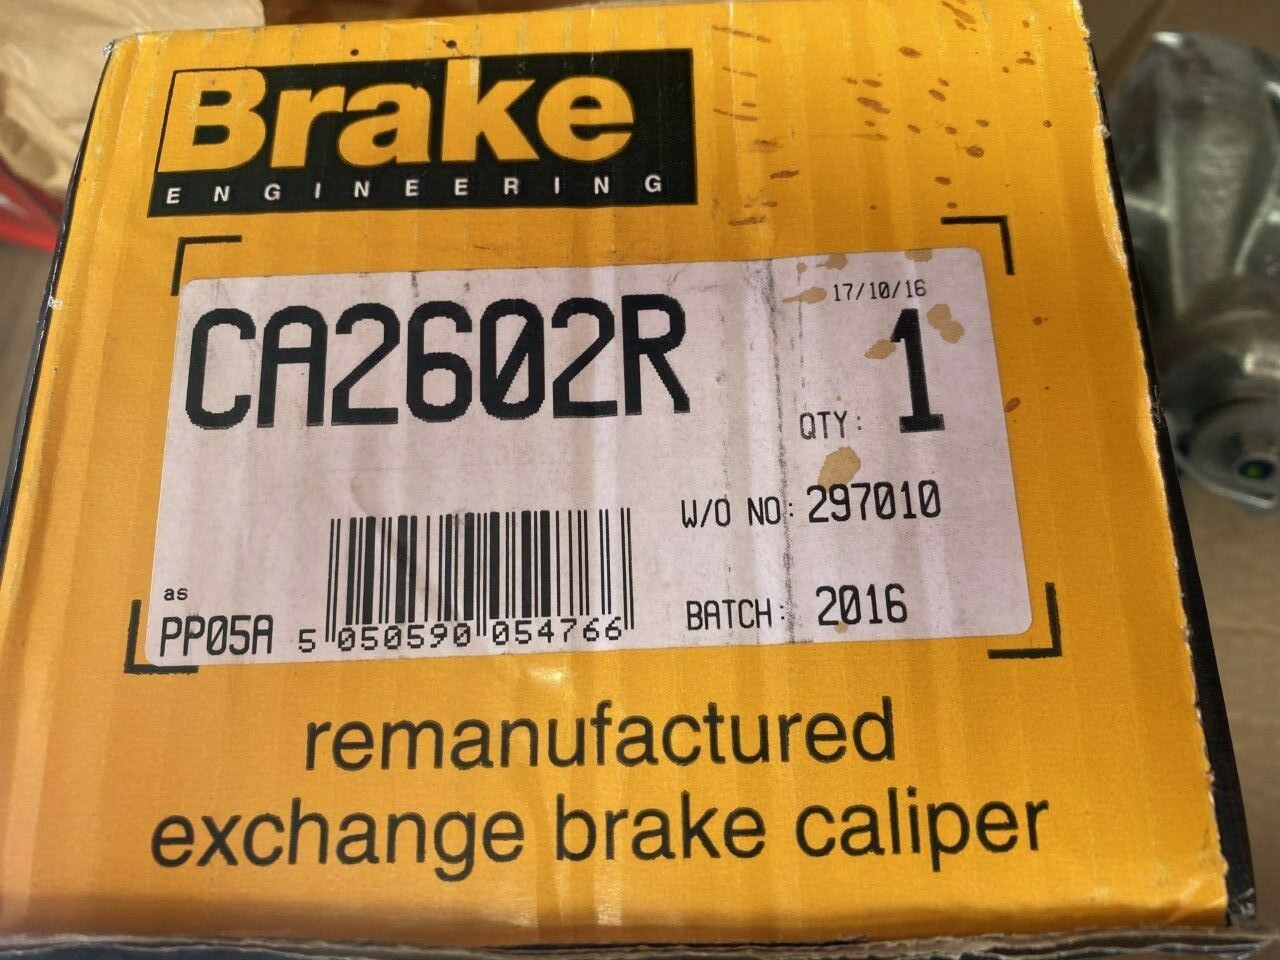 Brake
ENGINEERING
17/10/16
CA2602R
QTY: 1
W/O NO: 297010
as
PP05A
5 050590 054766
BATCH: 2016
remanufactured
exchange brake caliper